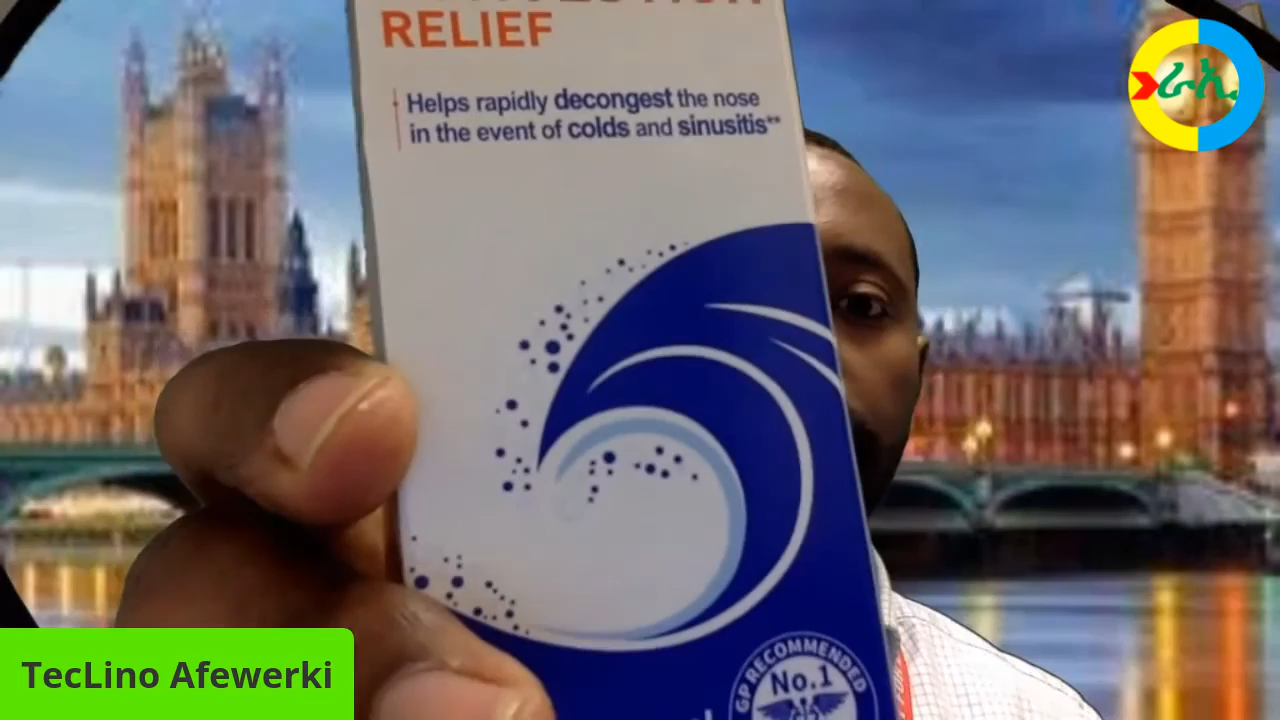 RELIEF
Helps rapidly decongest the nose
in the event of colds and sinusitis**
ራእይ
GP RECOMMENDED
No.1
TecLino Afewerki